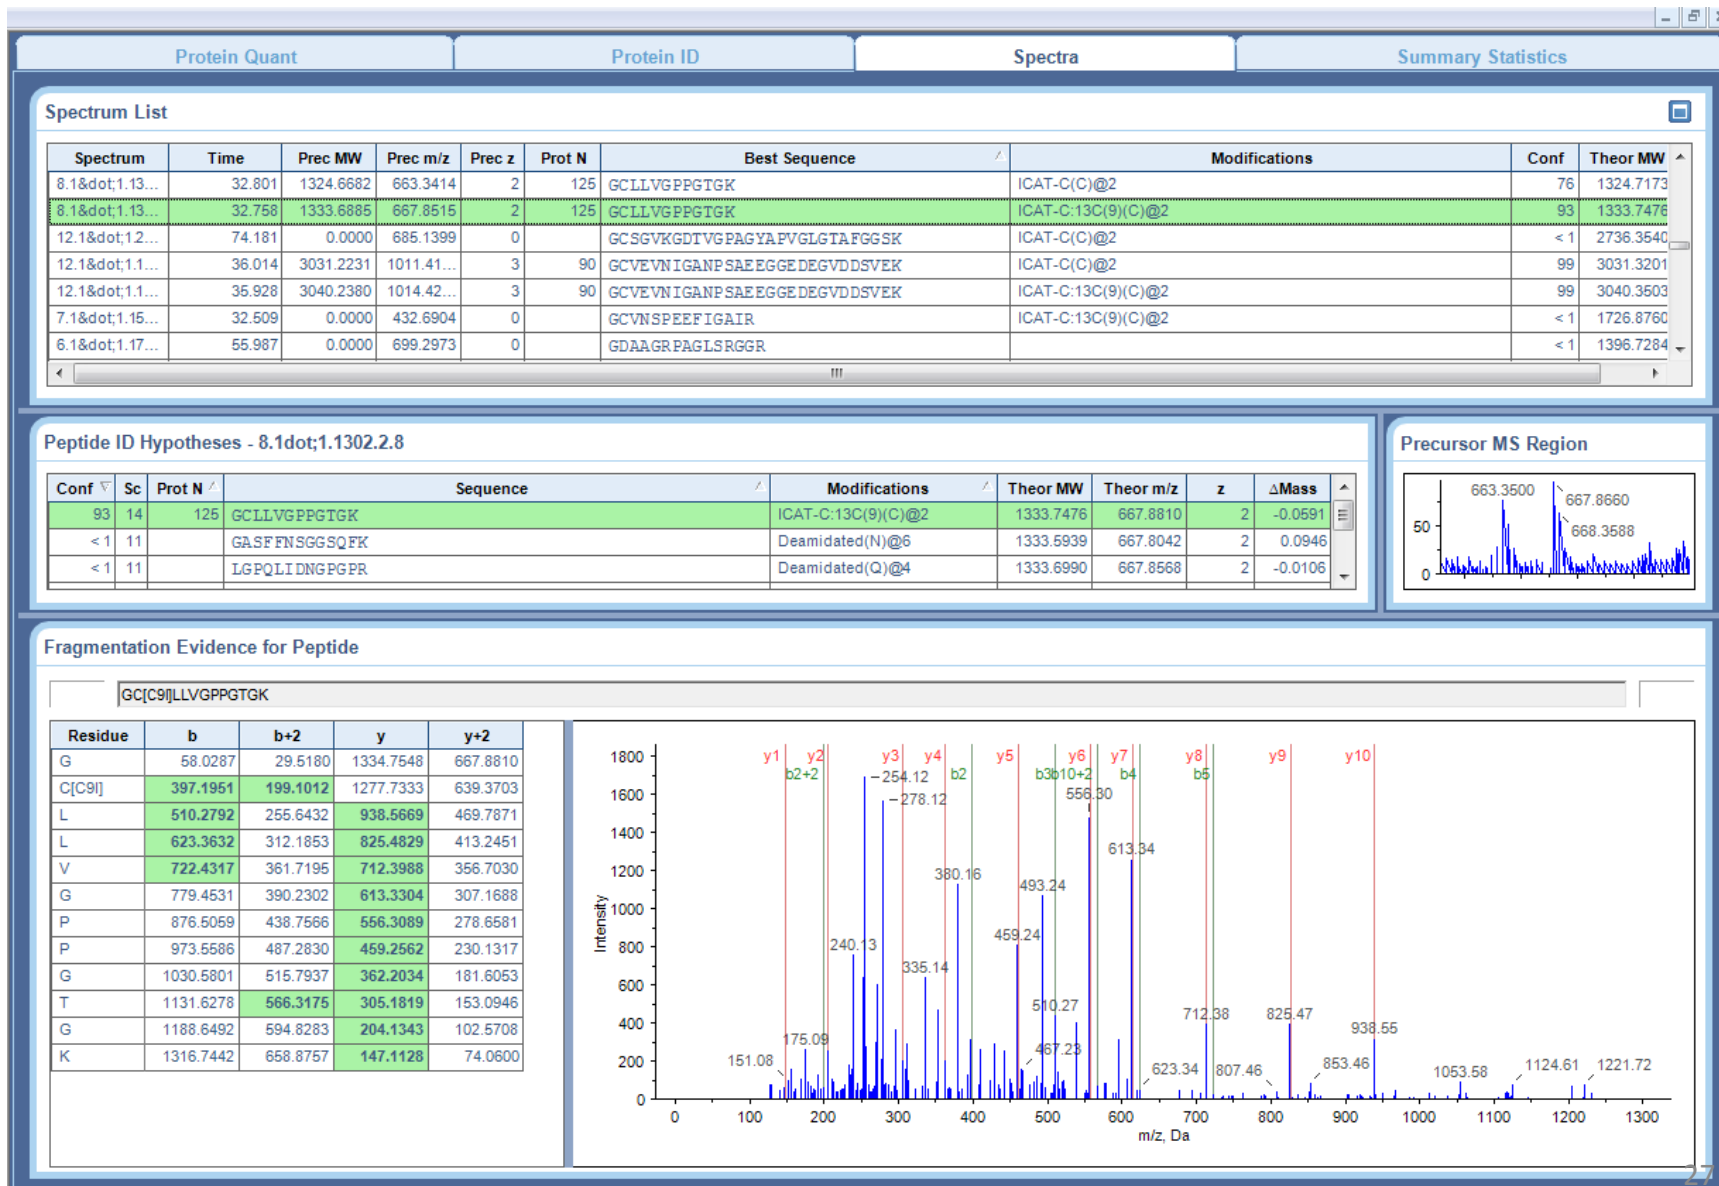 Protein Quant Protein ID Spectra Summary Statistics
Spectrum List
Spectrum Time Prec MW Prec m/z Prec z Prot N Best Sequence Modifications Conf Theor MW
8.1&dot;1.13... 32.801 1324.6682 663.3414 2 125 GCLLVGPPGTGK ICAT-C(C)@2 76 1324.7173
8.1&dot;1.13... 32.758 1333.6885 667.8515 2 125 GCLLVGPPGTGK ICAT-C:13C(9)(C)@2 93 1333.7476
12.1&dot;1.2... 74.181 0.0000 685.1399 0 GCSGVKGDTVGPAGYAPVGLGTAFGGSK ICAT-C(C)@2 < 1 2736.3540
12.1&dot;1.1... 36.014 3031.2231 1011.41... 3 90 GCVEVNIGANPSAEEGGEDEGVDDSVEK ICAT-C(C)@2 99 3031.3201
12.1&dot;1.1... 35.928 3040.2380 1014.42... 3 90 GCVEVNIGANPSAEEGGEDEGVDDSVEK ICAT-C:13C(9)(C)@2 99 3040.3503
7.1&dot;1.15... 32.509 0.0000 432.6904 0 GCVNSPEEFIGAIR ICAT-C:13C(9)(C)@2 < 1 1726.8760
6.1&dot;1.17... 55.987 0.0000 699.2973 0 GDAAGRPAGLSRGGR < 1 1396.7284
Peptide ID Hypotheses - 8.1dot;1.1302.2.8
Conf Sc Prot N Sequence Modifications Theor MW Theor m/z z ΔMass
93 14 125 GCLLVGPPGTGK ICAT-C:13C(9)(C)@2 1333.7476 667.8810 2 -0.0591
< 1 11 GASFFNSGGSQFK Deamidated(N)@6 1333.5939 667.8042 2 0.0946
< 1 11 LGPQLIDNGPGPR Deamidated(Q)@4 1333.6990 667.8568 2 -0.0106
Precursor MS Region
663.3500
667.8660
50
668.3588
0
Fragmentation Evidence for Peptide
GC[C9I]LLVGPPGTGK
Residue b b+2 y y+2
G 58.0287 29.5180 1334.7548 667.8810
C[C9I] 397.1951 199.1012 1277.7333 639.3703
L 510.2792 255.6432 938.5669 469.7871
L 623.3632 312.1853 825.4829 413.2451
V 722.4317 361.7195 712.3988 356.7030
G 779.4531 390.2302 613.3304 307.1688
P 876.5059 438.7566 556.3089 278.6581
P 973.5586 487.2830 459.2562 230.1317
G 1030.5801 515.7937 362.2034 181.6053
T 1131.6278 566.3175 305.1819 153.0946
G 1188.6492 594.8283 204.1343 102.5708
K 1316.7442 658.8757 147.1128 74.0600
y1 y2 y3 y4 y5 y6 y7 y8 y9 y10
b2+2 b2 b3 b10+2 b4 b5
254.12
278.12
556.30
613.34
380.16
493.24
240.13
459.24
335.14
510.27
712.38
825.47
175.09
467.23
938.55
151.08
623.34
807.46
853.46
1053.58
1124.61
1221.72
1800
1600
1400
1200
1000
800
600
400
200
0
Intensity
0 100 200 300 400 500 600 700 800 900 1000 1100 1200 1300
m/z, Da
27